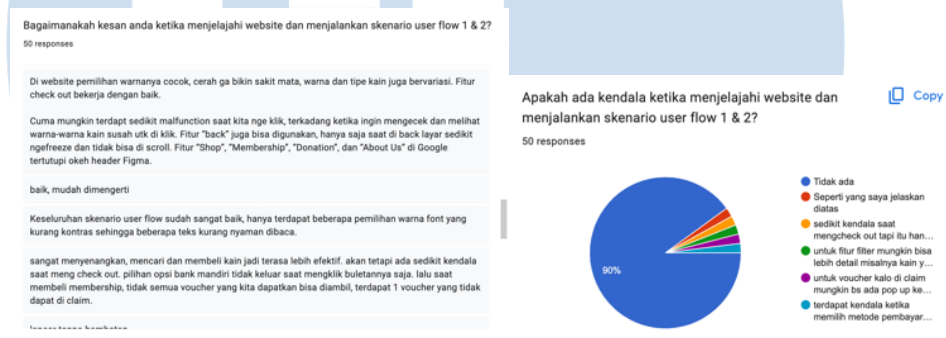 Bagaimanakah kesan anda ketika menjelajahi website dan menjalankan skenario user flow 1 & 2?
50 responses
Di website pemilihan warnanya cocok, cerah ga bikin sakit mata, warna dan tipe kain juga bervariasi. Fitur
check out bekerja dengan baik.
Cuma mungkin terdapt sedikit malfunction saat kita nge klik, terkadang ketika ingin mengecek dan melihat
warna-warna kain susah utk di klik. Fitur “back” juga bisa digunakan, hanya saja saat di back layar sedikit
ngefreeze dan tidak bisa di scroll. Fitur “Shop”, “Membership”, “Donation”, dan “About Us” di Google
tertutupi okeh header Figma.
baik, mudah dimengerti
Keseluruhan skenario user flow sudah sangat baik, hanya terdapat beberapa pemilihan warna font yang
kurang kontras sehingga beberapa teks kurang nyaman dibaca.
sangat menyenangkan, mencari dan membeli kain jadi terasa lebih efektif. akan tetapi ada sedikit kendala
saat meng check out. pilihan opsi bank mandiri tidak keluar saat mengklik buletannya saja. lalu saat
membeli membership, tidak semua voucher yang kita dapatkan bisa diambil, terdapat 1 voucher yang tidak
dapat di claim.
Apakah ada kendala ketika menjelajahi website dan
menjalankan skenario user flow 1 & 2?
Copy
50 responses
90%
Tidak ada
Seperti yang saya jelaskan
diatas
sedikit kendala saat
mengcheck out tapi itu han...
untuk fitur filter mungkin bisa
lebih detail misalnya kain y...
untuk voucher kalo di claim
mungkin bs ada pop up ke...
terdapat kendala ketika
memilih metode pembayar...